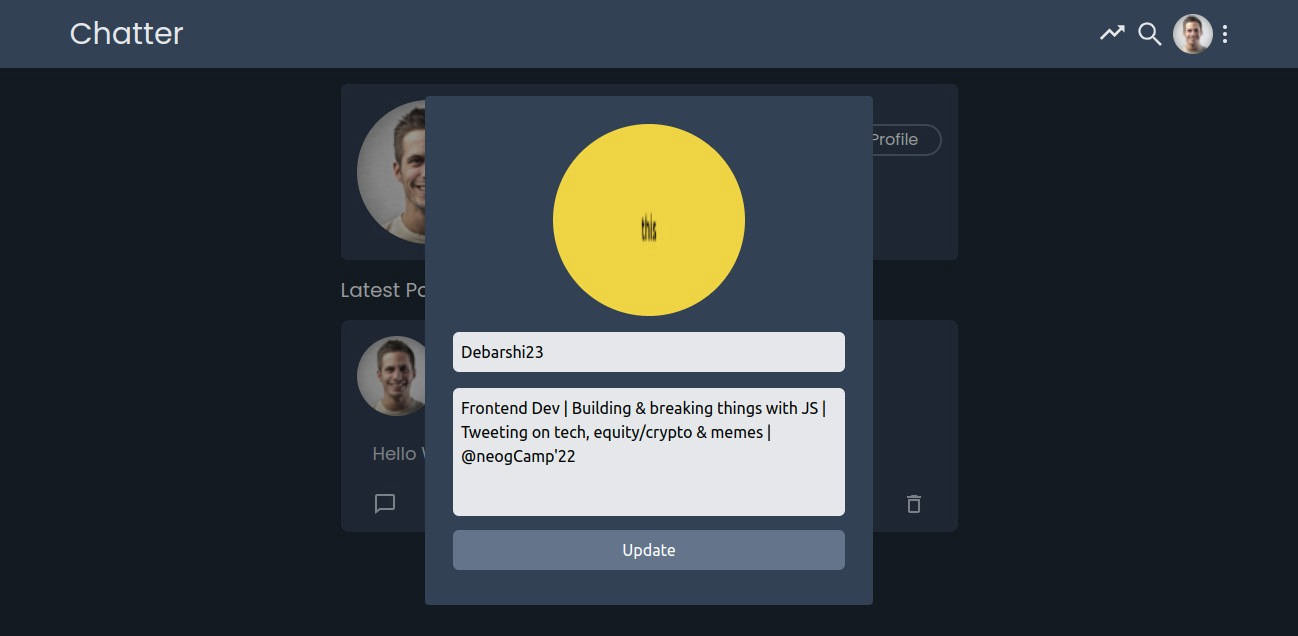 Chatter
Profile
this
Latest Po
Debarshi23
Frontend Dev | Building & breaking things with JS |
Tweeting on tech, equity/crypto & memes |
@neogCamp'22
Hello
Update